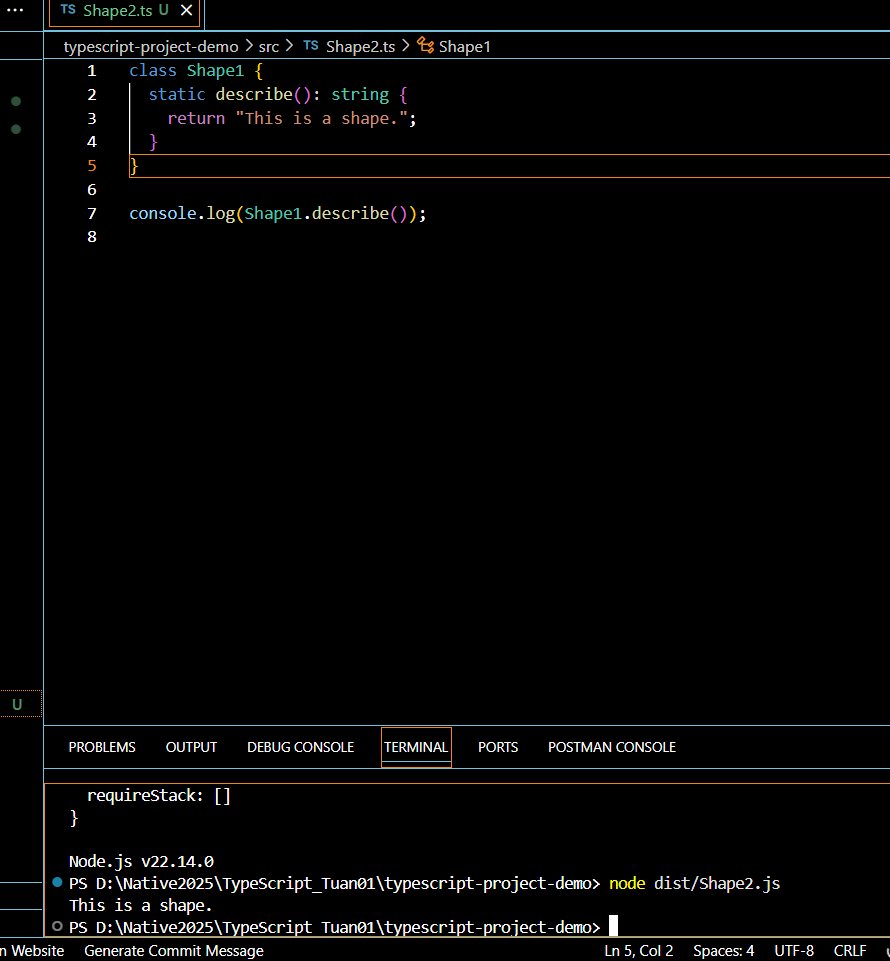 ··· TS Shape2.ts U ×
typescript-project-demo > src > TS Shape2.ts > Shape1
1 class Shape1 {
2   static describe(): string {
3     return "This is a shape.";
4   }
5 }
6
7 console.log(Shape1.describe());
8
U
PROBLEMS OUTPUT DEBUG CONSOLE TERMINAL PORTS POSTMAN CONSOLE
  requireStack: []
}
Node.js v22.14.0
PS D:\Native2025\TypeScript_Tuan01\typescript-project-demo> node dist/Shape2.js
This is a shape.
PS D:\Native2025\TypeScript_Tuan01\typescript-project-demo>
n Website Generate Commit Message Ln 5, Col 2 Spaces: 4 UTF-8 CRLF